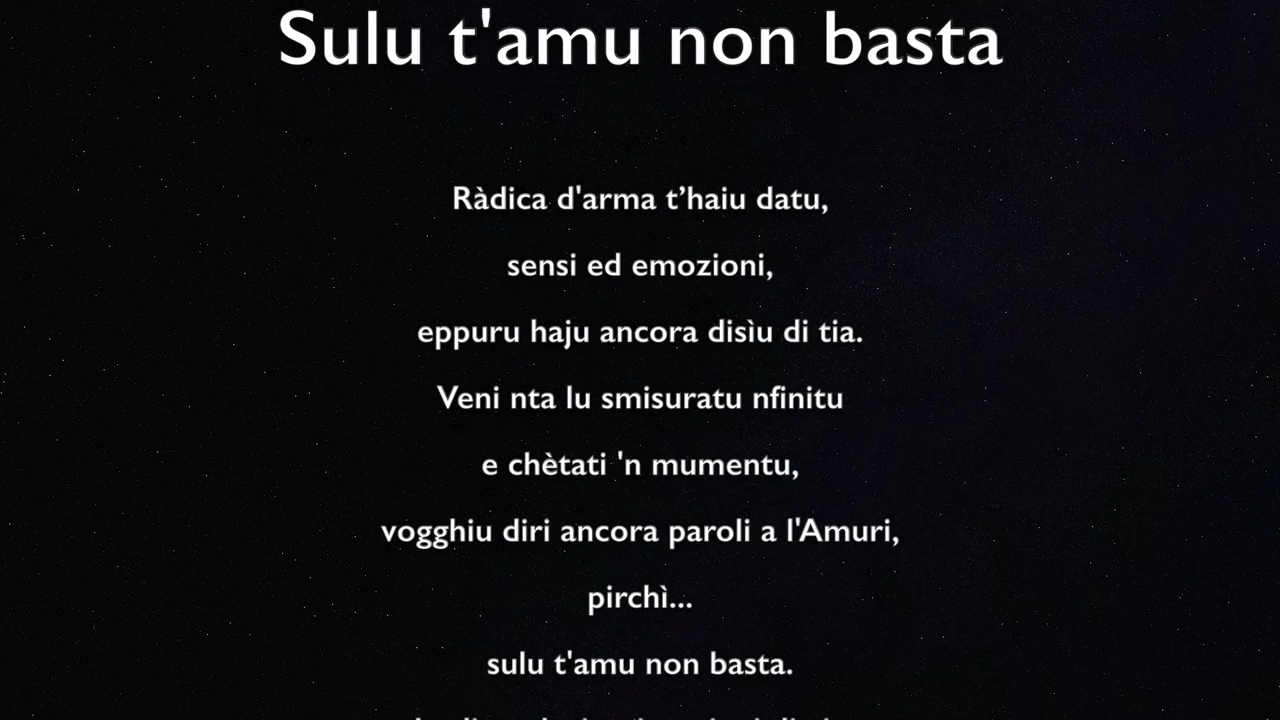 Sulu t'amu non basta
Ràdica d'arma t’haiu datu,
sensi ed emozioni,
eppuru haju ancora disìu di tia.
Veni nta lu smisuratu nfinitu
e chètati 'n mumentu,
vogghiu diri ancora paroli a l'Amuri,
pirchì...
sulu t'amu non basta.